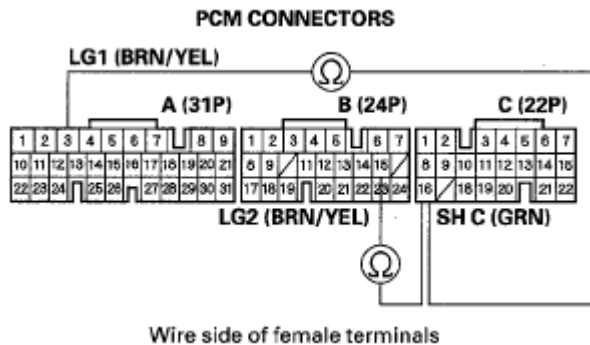 PCM CONNECTORS
LG1 (BRN/YEL)
Ω
A (31P) B (24P) C (22P)
1 2 3 4 5 6 7 8 9 1 2 3 4 5 6 7 1 2 3 4 5 6 7
10 11 12 13 14 15 16 17 18 19 20 21 8 9 11 12 13 14 15 8 9 10 11 12 13 14 15
22 23 24 25 26 27 28 29 30 31 17 18 19 20 21 22 23 24 16 18 19 20 21 22
LG2 (BRN/YEL) SH C (GRN)
Ω
Wire side of female terminals